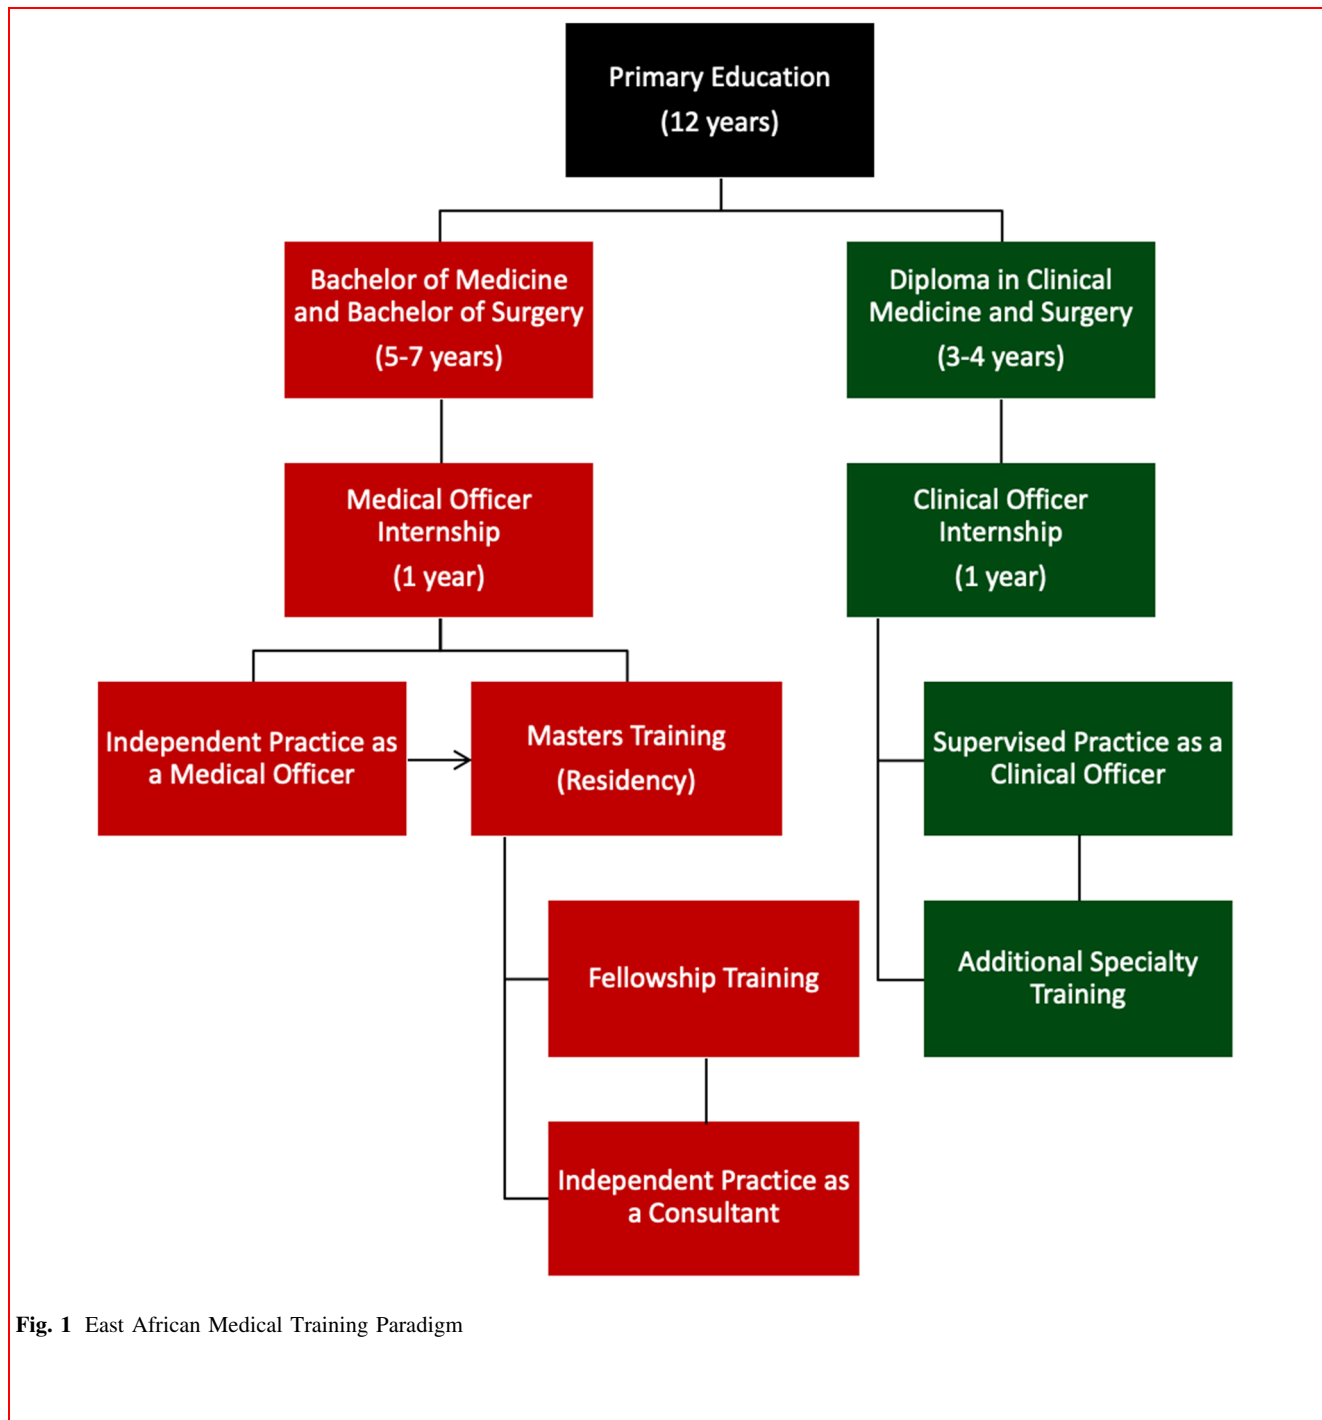 Primary Education
(12 years)
Bachelor of Medicine
and Bachelor of Surgery
(5-7 years)
Diploma in Clinical
Medicine and Surgery
(3-4 years)
Medical Officer
Internship
(1 year)
Clinical Officer
Internship
(1 year)
Independent Practice as
a Medical Officer
Masters Training
(Residency)
Supervised Practice as a
Clinical Officer
Fellowship Training
Additional Specialty
Training
Independent Practice as
a Consultant
Fig. 1 East African Medical Training Paradigm